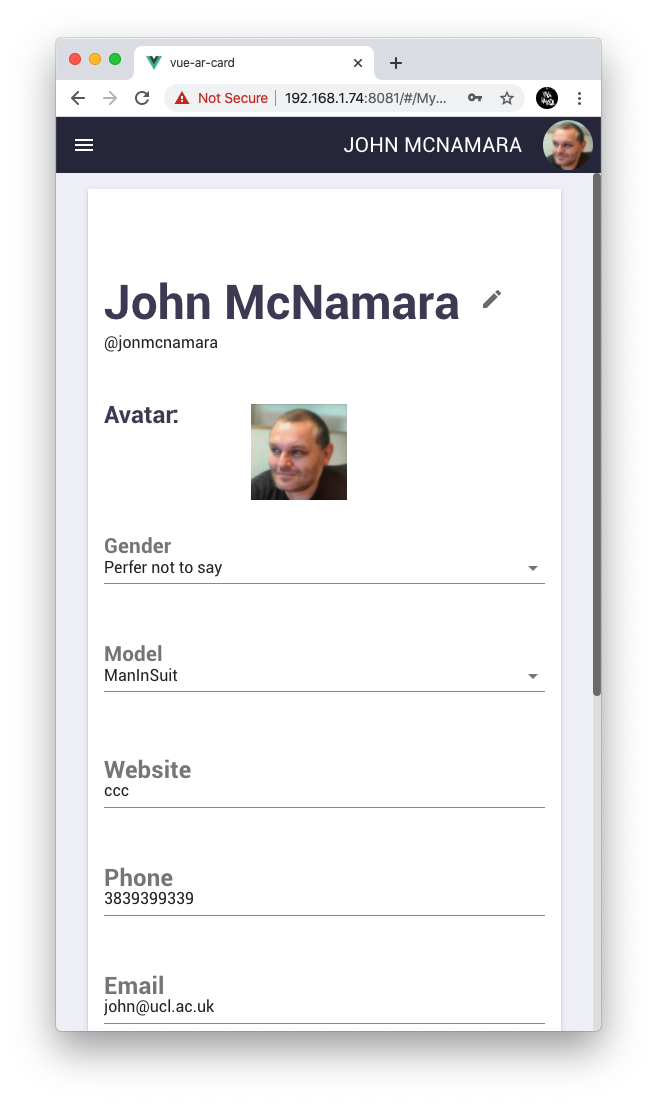 vue-ar-card
Not Secure | 192.168.1.74:8081/#/My...
JOHN MCNAMARA
John McNamara
@jonmcnamara
Avatar:
Gender
Perfer not to say
Model
ManInSuit
Website
ccc
Phone
3839399339
Email
john@ucl.ac.uk